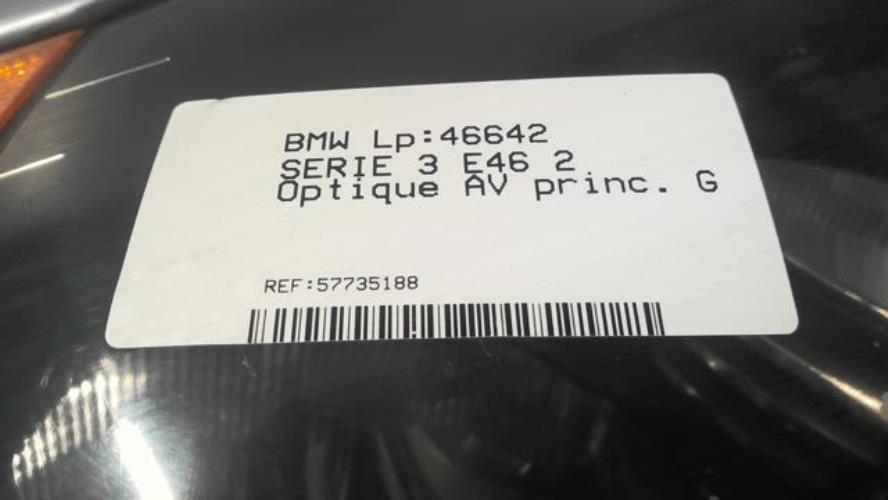 BMW Lp:46642
SERIE 3 E46 2
Optique AV princ. G
REF:57735188